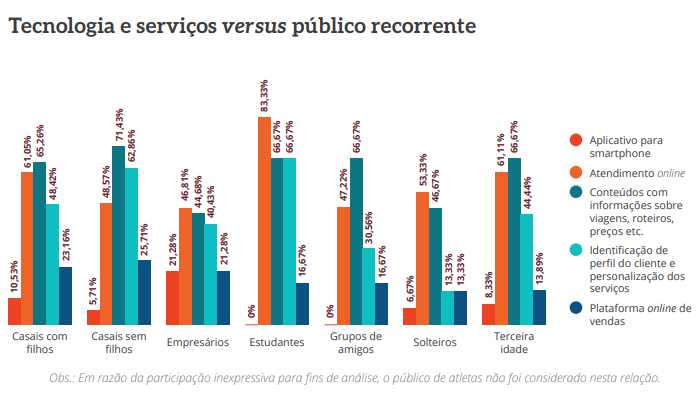 Tecnologia e serviços versus público recorrente
10,53%
61,05%
65,26%
48,42%
23,16%
5,71%
48,57%
71,43%
62,86%
25,71%
21,28%
46,81%
44,68%
40,43%
21,28%
0%
83,33%
66,67%
66,67%
16,67%
0%
47,22%
66,67%
30,56%
16,67%
6,67%
53,33%
46,67%
13,33%
13,33%
8,33%
61,11%
66,67%
44,44%
13,89%
Casais com
filhos
Casais sem
filhos
Empresários
Estudantes
Grupos de
amigos
Solteiros
Terceira
idade
Aplicativo para
smartphone
Atendimento online
Conteúdos com
informações sobre
viagens, roteiros,
preços etc.
Identificação de
perfil do cliente e
personalização dos
serviços
Plataforma online de
vendas
Obs.: Em razão da participação inexpressiva para fins de análise, o público de atletas não foi considerado nesta relação.